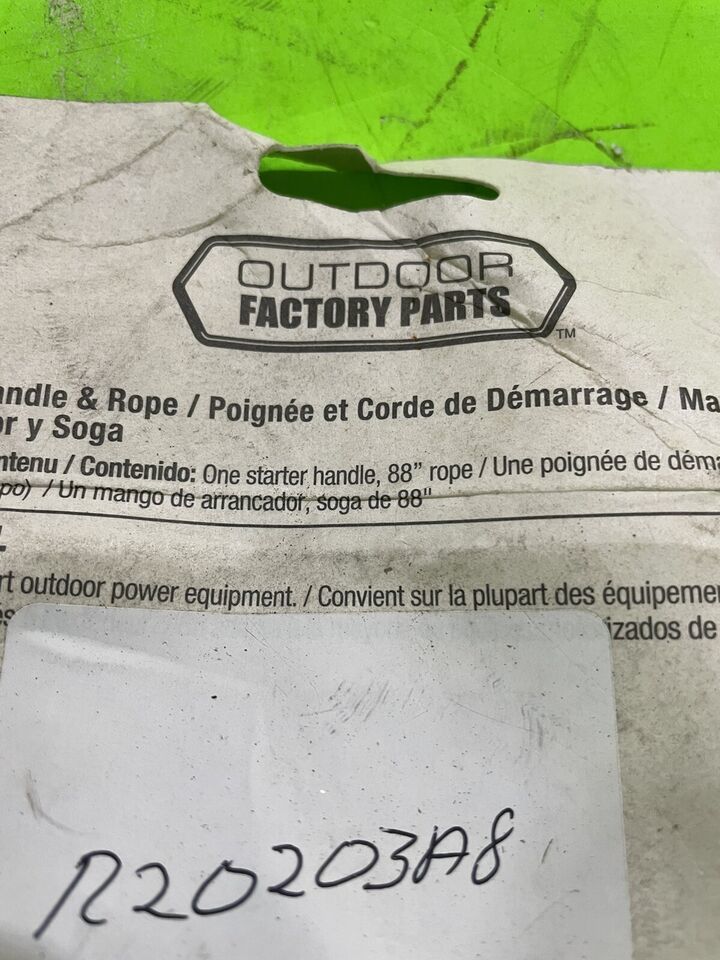 OUTDOOR
FACTORY PARTS
TM
andle & Rope / Poignée et Corde de Démarrage / Ma
or y Soga
ntenu / Contenido: One starter handle, 88” rope / Une poignée de déma
po) / Un mango de arrancador, soga de 88"
rt outdoor power equipment. / Convient sur la plupart des équipemen
izados de
R20203A8